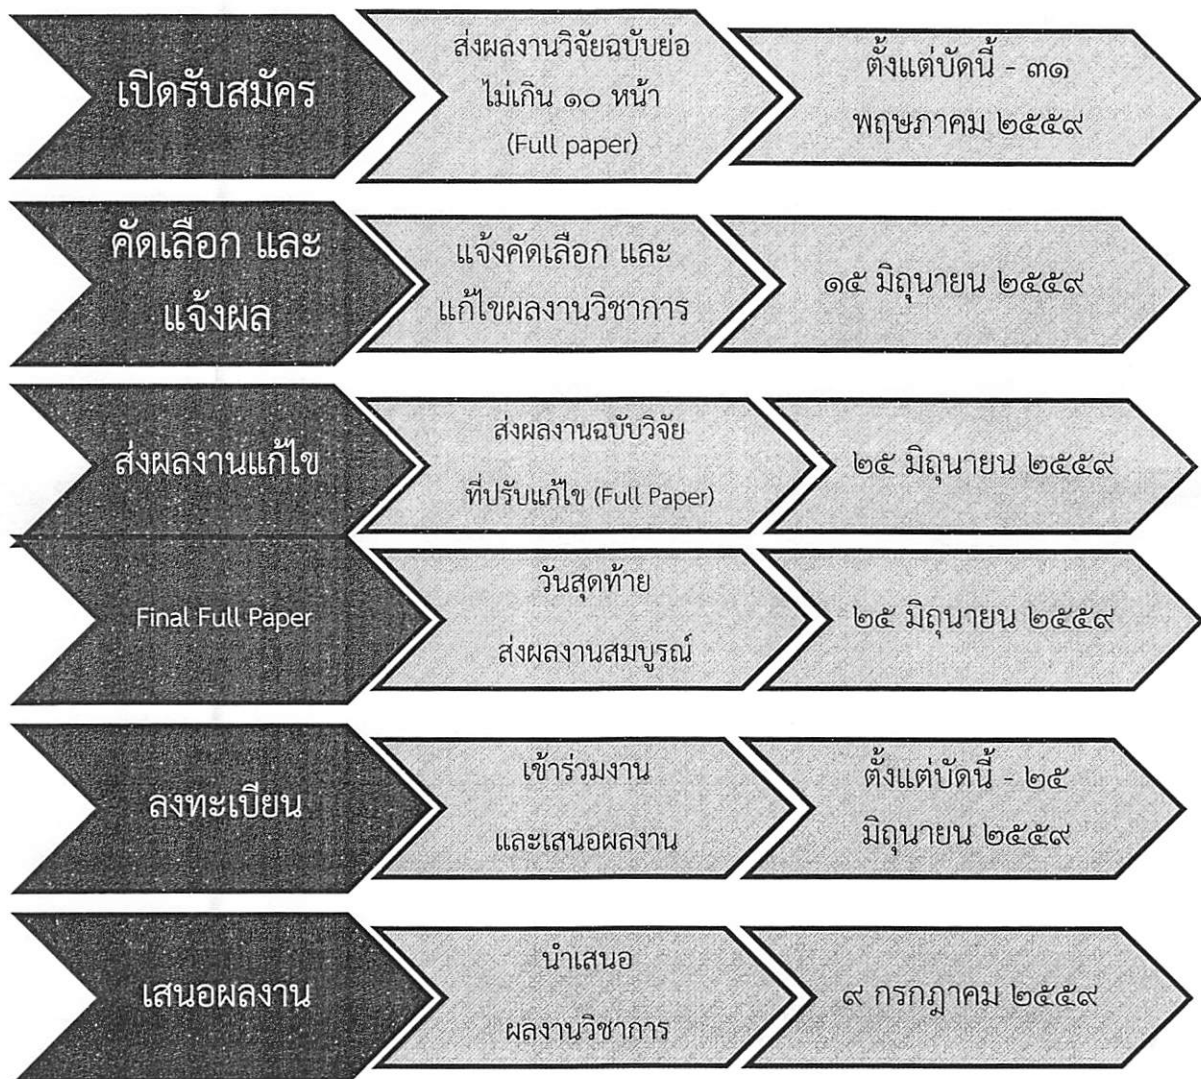 เปิดรับสมัคร
ส่งผลงานวิจัยฉบับย่อ
ไม่เกิน ๑๐ หน้า
(Full paper)
ตั้งแต่บัดนี้ - ๓๑
พฤษภาคม ๒๕๕๙
คัดเลือก และ
แจ้งผล
แจ้งคัดเลือก และ
แก้ไขผลงานวิชาการ
๑๕ มิถุนายน ๒๕๕๙
ส่งผลงานแก้ไข
ส่งผลงานฉบับวิจัย
ที่ปรับแก้ไข (Full Paper)
๒๕ มิถุนายน ๒๕๕๙
Final Full Paper
วันสุดท้าย
ส่งผลงานสมบูรณ์
๒๕ มิถุนายน ๒๕๕๙
ลงทะเบียน
เข้าร่วมงาน
และเสนอผลงาน
ตั้งแต่บัดนี้ - ๒๕
มิถุนายน ๒๕๕๙
เสนอผลงาน
นำเสนอ
ผลงานวิชาการ
๙ กรกฎาคม ๒๕๕๙